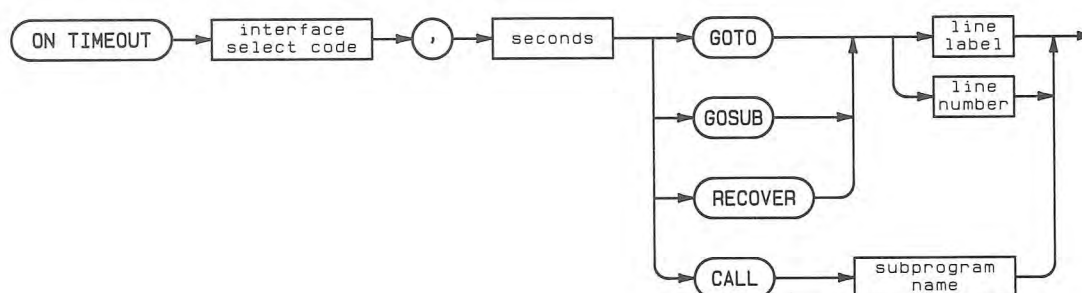 ON TIMEOUT
interface
select code
,
seconds
GOTO
line
label
line
number
GOSUB
RECOVER
CALL
subprogram
name